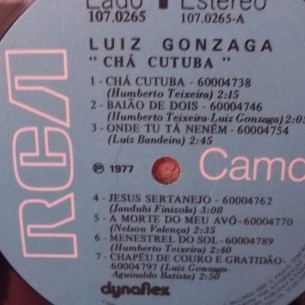 Lado
Estéreo
107.0265
107.0265-A
LUIZ GONZAGA
"CHÁ CUTUBA"
1 - CHÁ CUTUBA - 60004738
(Humberto Teixeira) 2:15
2 - BAIÃO DE DOIS - 60004746
(Humberto Teixeira-Luiz Gonzaga) 2:05
3 - ONDE TU TÁ NENÉM - 60004754
(Luiz Bandeira) 2:45
RCA
℗ 1977
Camd
4 - JESUS SERTANEJO - 60004762
(Janduhi Finizola) 3:08
5 - A MORTE DO MEU AVÔ - 60004770
(Nelson Valença) 2:35
6 - MENESTREL DO SOL - 60004789
(Humberto Teixeira) 2:40
7 - CHAPÉU DE COURO E GRATIDÃO-
60004797 (Luiz Gonzaga-
Aguinaldo Batista) 2:50
dynaflex